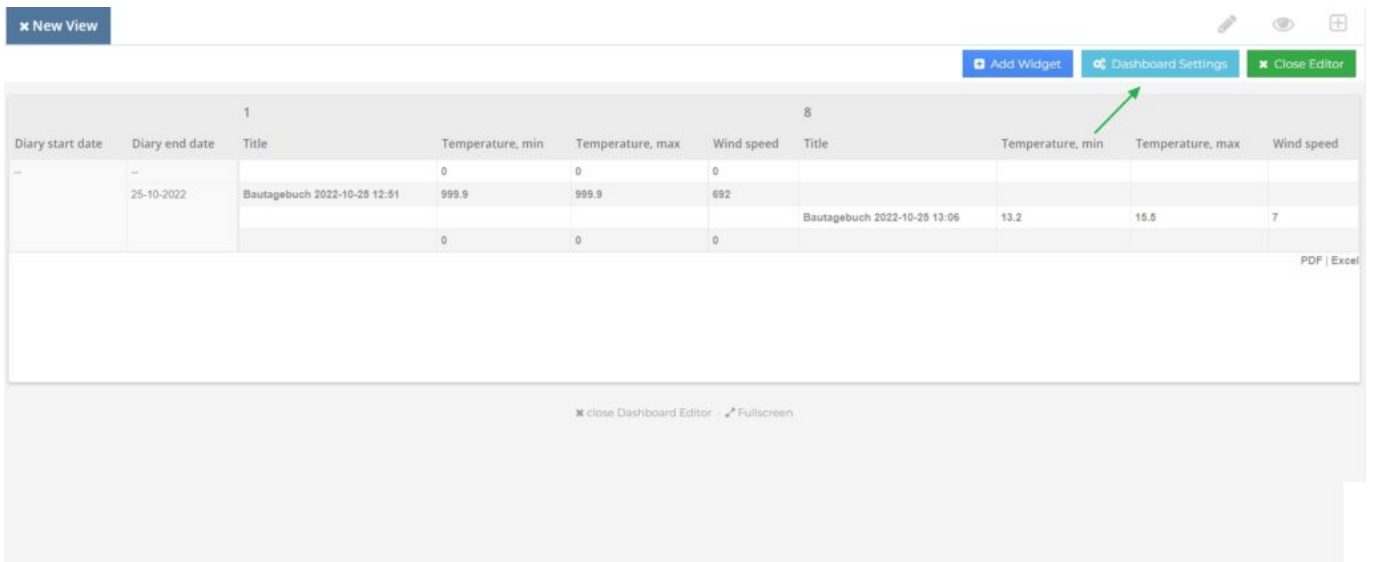 New View
Add Widget Dashboard Settings Close Editor
1 8
Diary start date Diary end date Title Temperature, min Temperature, max Wind speed Title Temperature, min Temperature, max Wind speed
-- -- 0 0 0
25-10-2022 Bautagebuch 2022-10-25 12:51 999.9 999.9 692
Bautagebuch 2022-10-25 13:06 13.2 15.5 7
0 0 0
PDF | Excel
close Dashboard Editor - Fullscreen